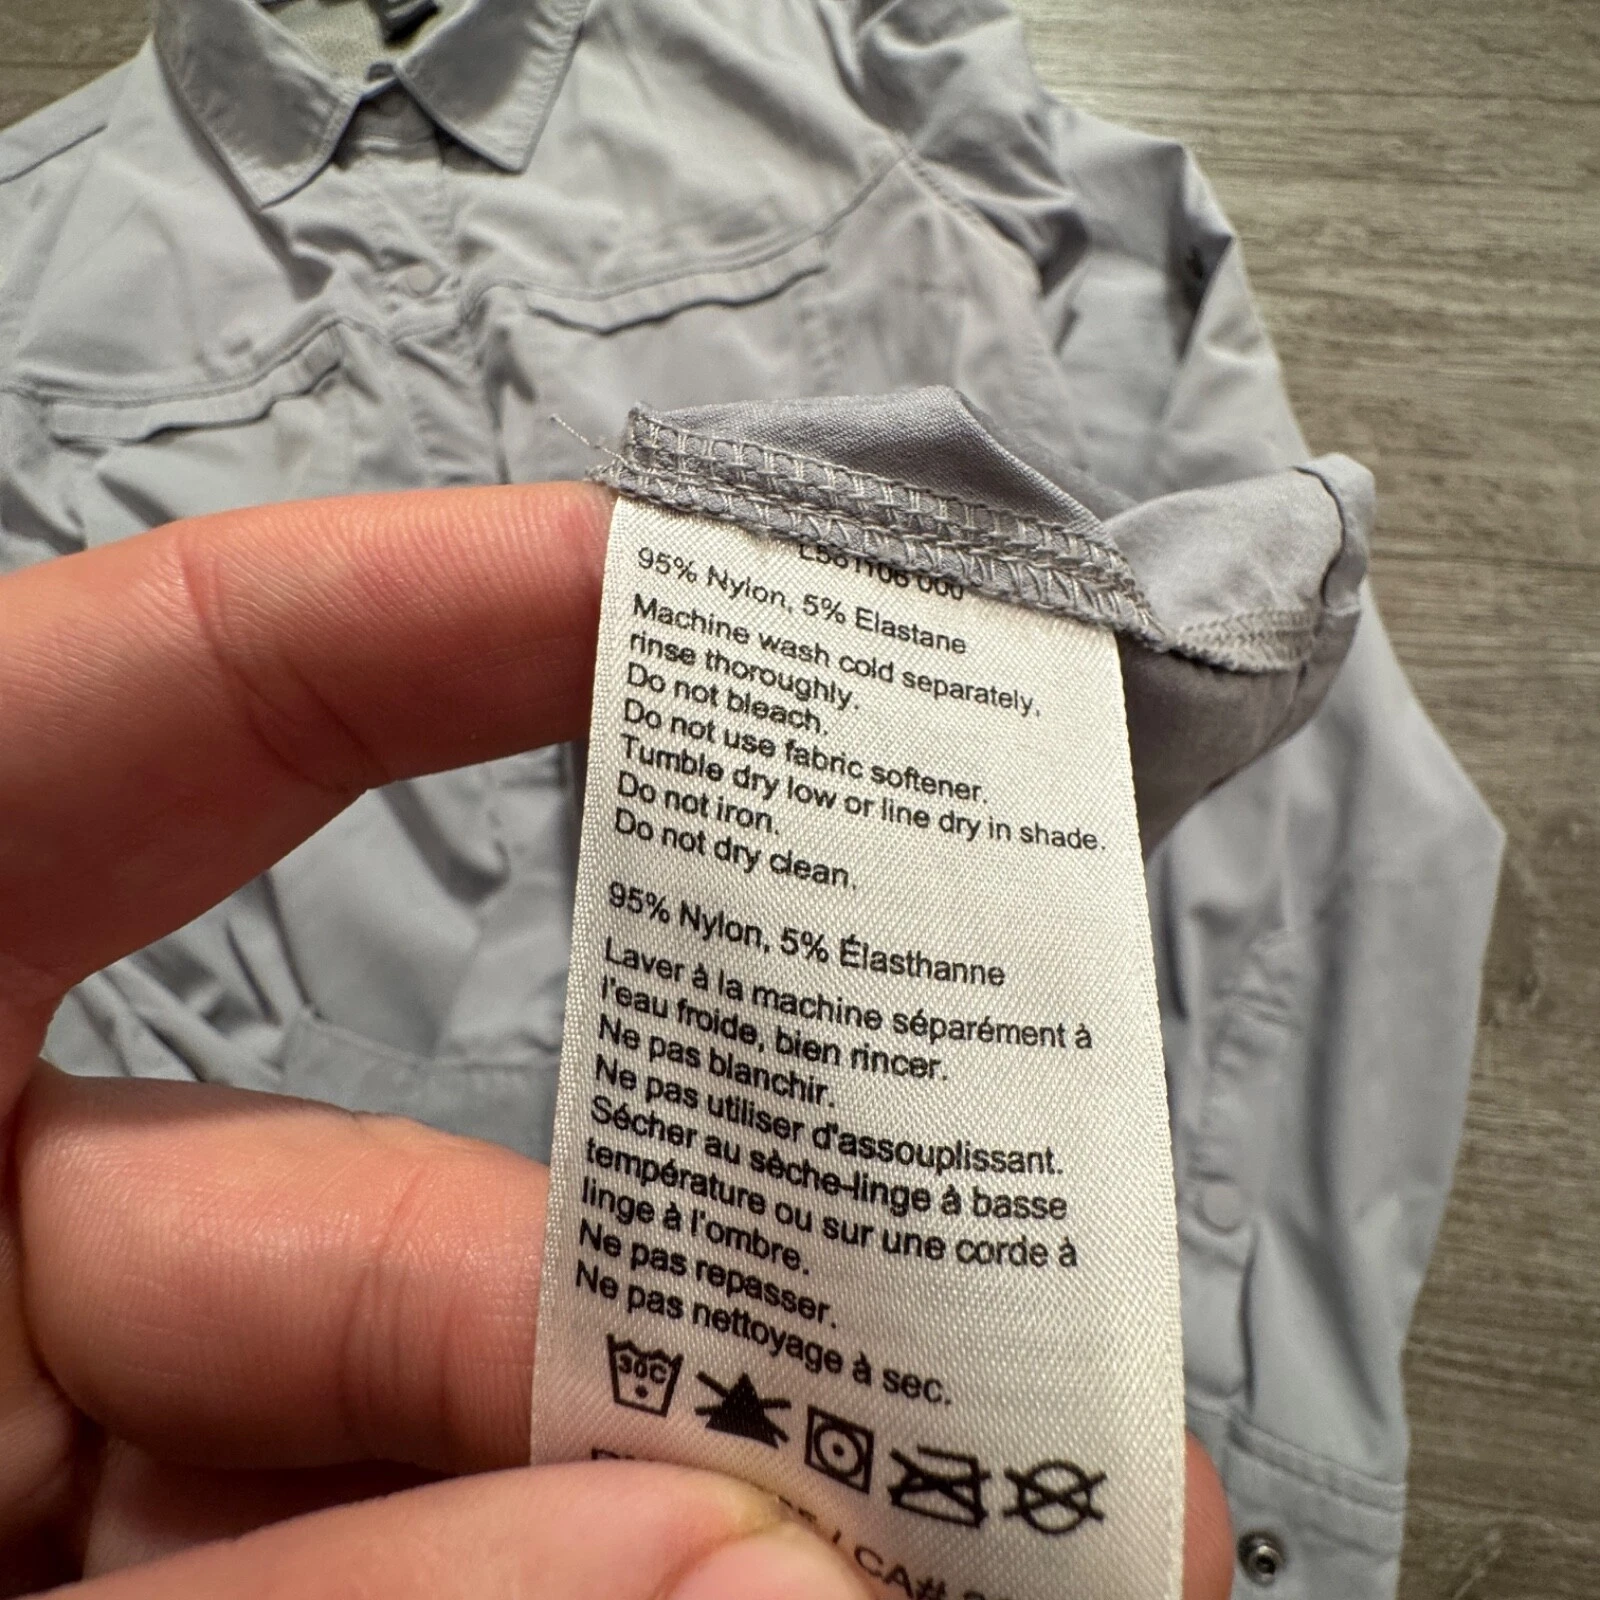 95% Nylon, 5% Elastane
Machine wash cold separately,
rinse thoroughly.
Do not bleach.
Do not use fabric softener.
Tumble dry low or line dry in shade.
Do not iron.
Do not dry clean.
95% Nylon, 5% Élasthanne
Laver à la machine séparément à
l'eau froide, bien rincer.
Ne pas blanchir.
Ne pas utiliser d'assouplissant.
Sécher au sèche-linge à basse
température ou sur une corde à
linge à l'ombre.
Ne pas repasser.
Ne pas nettoyage à sec.
30C
/ CA#